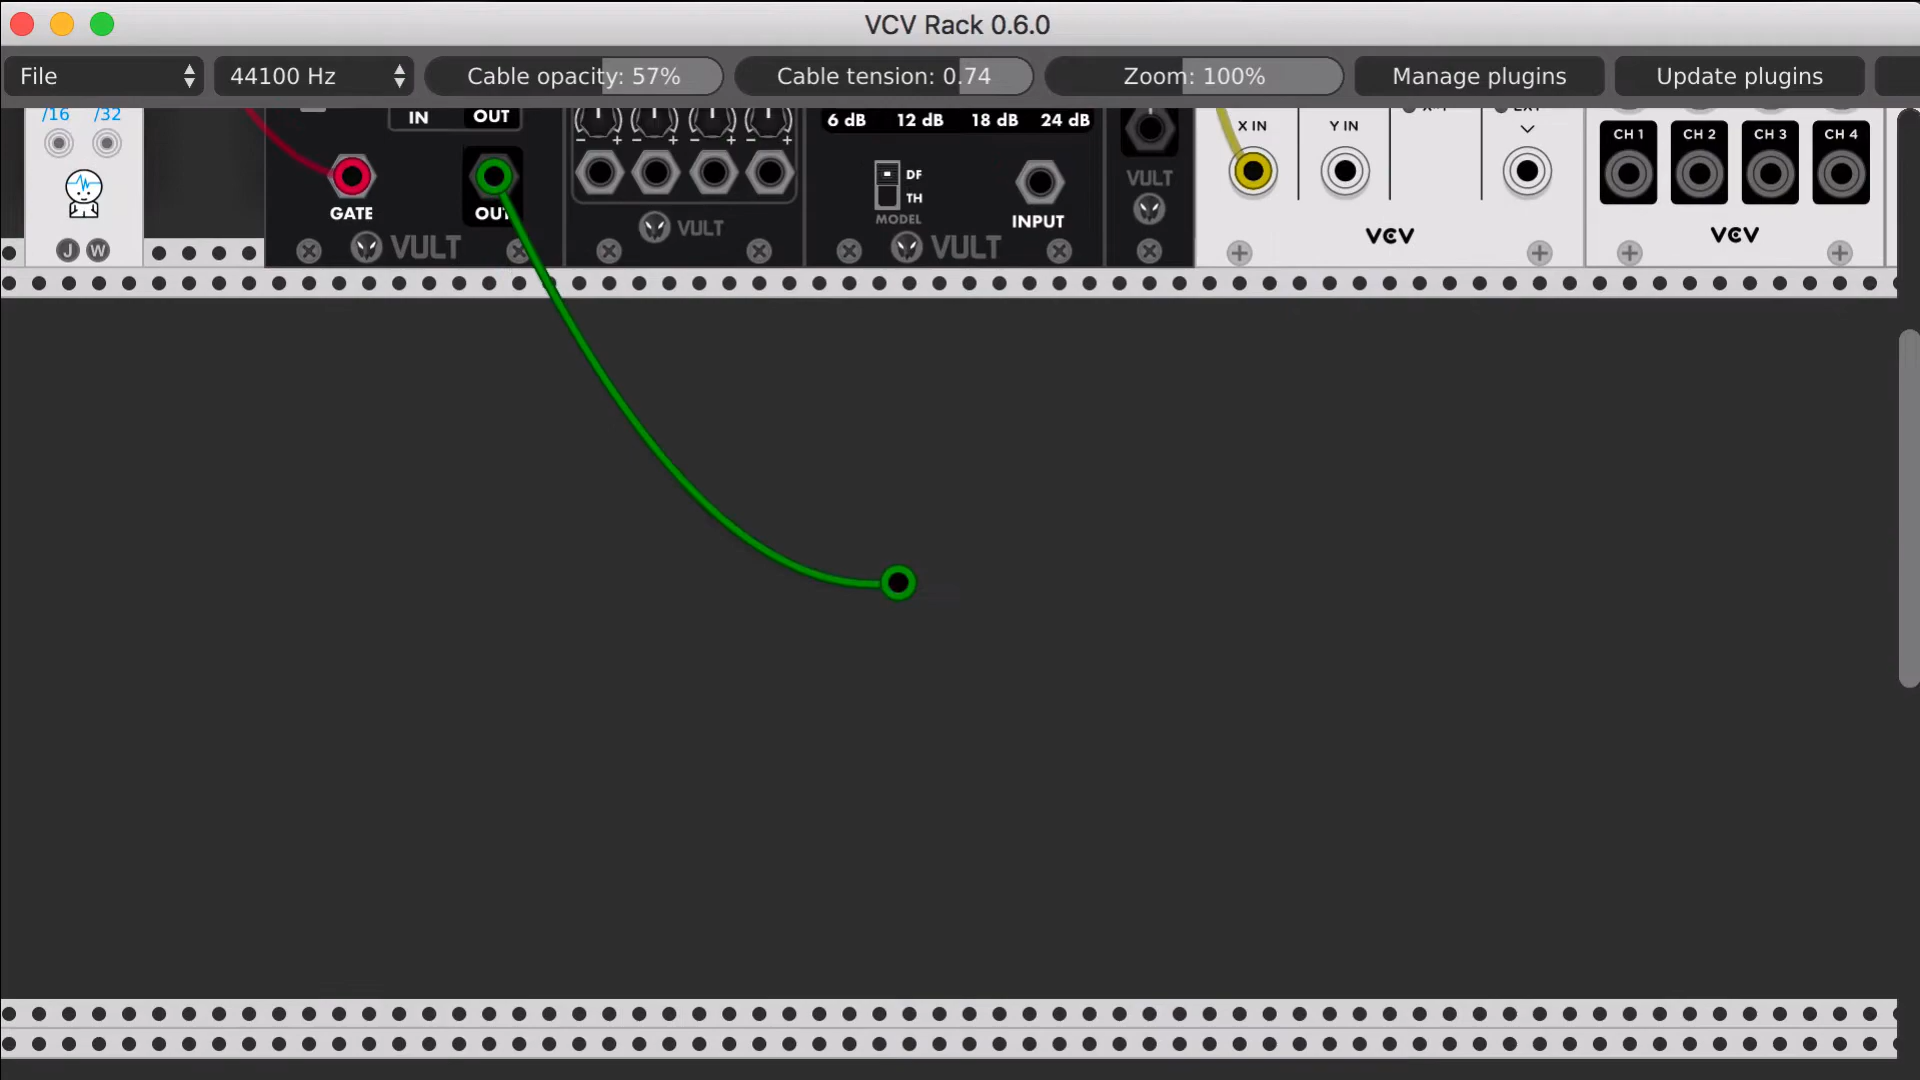 VCV Rack 0.6.0
File
44100 Hz
Cable opacity: 57%
Cable tension: 0.74
Zoom: 100%
Manage plugins
Update plugins
/16 /32
IN OUT
6 dB 12 dB 18 dB 24 dB
X IN
Y IN
CH 1 CH 2 CH 3 CH 4
DF
TH
MODEL
VULT
GATE
INPUT
VULT
VULT
VULT
VCV
VCV
J W